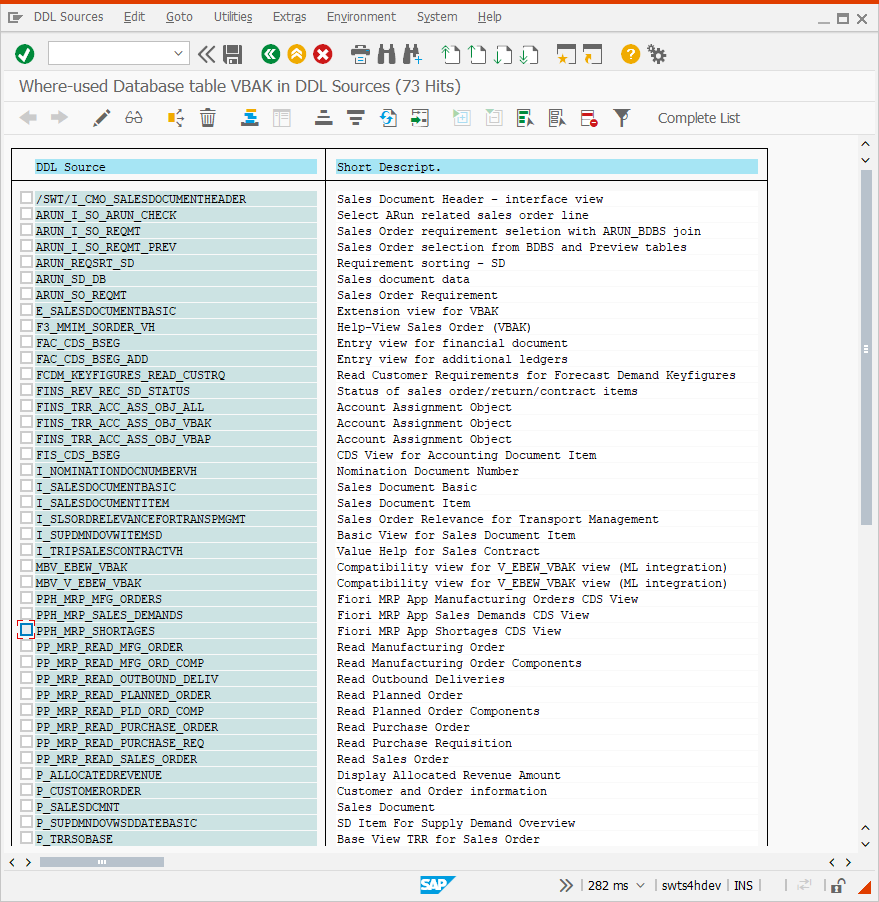 DDL Sources Edit Goto Utilities Extras Environment System Help
Where-used Database table VBAK in DDL Sources (73 Hits)
Complete List
DDL Source Short Descript.
/SWT/I_CMO_SALESDOCUMENTHEADER Sales Document Header - interface view
ARUN_I_SO_ARUN_CHECK Select ARun related sales order line
ARUN_I_SO_REQMT Sales Order requirement seletion with ARUN_BDBS join
ARUN_I_SO_REQMT_PREV Sales Order selection from BDBS and Preview tables
ARUN_REQSRT_SD Requirement sorting - SD
ARUN_SD_DB Sales document data
ARUN_SO_REQMT Sales Order Requirement
E_SALESDOCUMENTBASIC Extension view for VBAK
F3_MMIM_SORDER_VH Help-View Sales Order (VBAK)
FAC_CDS_BSEG Entry view for financial document
FAC_CDS_BSEG_ADD Entry view for additional ledgers
FCDM_KEYFIGURES_READ_CUSTRQ Read Customer Requirements for Forecast Demand Keyfigures
FINS_REV_REC_SD_STATUS Status of sales order/return/contract items
FINS_TRR_ACC_ASS_OBJ_ALL Account Assignment Object
FINS_TRR_ACC_ASS_OBJ_VBAK Account Assignment Object
FINS_TRR_ACC_ASS_OBJ_VBAP Account Assignment Object
FIS_CDS_BSEG CDS View for Accounting Document Item
I_NOMINATIONDOCNUMBERVH Nomination Document Number
I_SALESDOCUMENTBASIC Sales Document Basic
I_SALESDOCUMENTITEM Sales Document Item
I_SLSORDRELEVANCEFORTRANSPMGMT Sales Order Relevance for Transport Management
I_SUPDMNDOVWITEMSD Basic View for Sales Document Item
I_TRIPSALESCONTRACTVH Value Help for Sales Contract
MBV_EBEW_VBAK Compatibility view for V_EBEW_VBAK view (ML integration)
MBV_V_EBEW_VBAK Compatibility view for V_EBEW_VBAK view (ML integration)
PPH_MRP_MFG_ORDERS Fiori MRP App Manufacturing Orders CDS View
PPH_MRP_SALES_DEMANDS Fiori MRP App Sales Demands CDS View
PPH_MRP_SHORTAGES Fiori MRP App Shortages CDS View
PP_MRP_READ_MFG_ORDER Read Manufacturing Order
PP_MRP_READ_MFG_ORD_COMP Read Manufacturing Order Components
PP_MRP_READ_OUTBOUND_DELIV Read Outbound Deliveries
PP_MRP_READ_PLANNED_ORDER Read Planned Order
PP_MRP_READ_PLD_ORD_COMP Read Planned Order Components
PP_MRP_READ_PURCHASE_ORDER Read Purchase Order
PP_MRP_READ_PURCHASE_REQ Read Purchase Requisition
PP_MRP_READ_SALES_ORDER Read Sales Order
P_ALLOCATEDREVENUE Display Allocated Revenue Amount
P_CUSTOMERORDER Customer and Order information
P_SALESDCMNT Sales Document
P_SUPDMNDOVWSDDATEBASIC SD Item For Supply Demand Overview
P_TRRSOBASE Base View TRR for Sales Order
SAP 282 ms swts4hdev INS